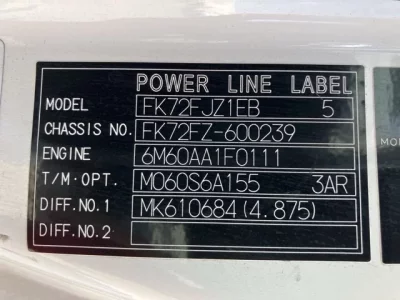 POWER LINE LABEL
MODEL FK72FJZ1EB 5
CHASSIS NO. FK72FZ-600239
ENGINE 6M60AA1F0111
T/M·OPT. M060S6A155 3AR
DIFF.NO.1 MK610684(4.875)
DIFF.NO.2